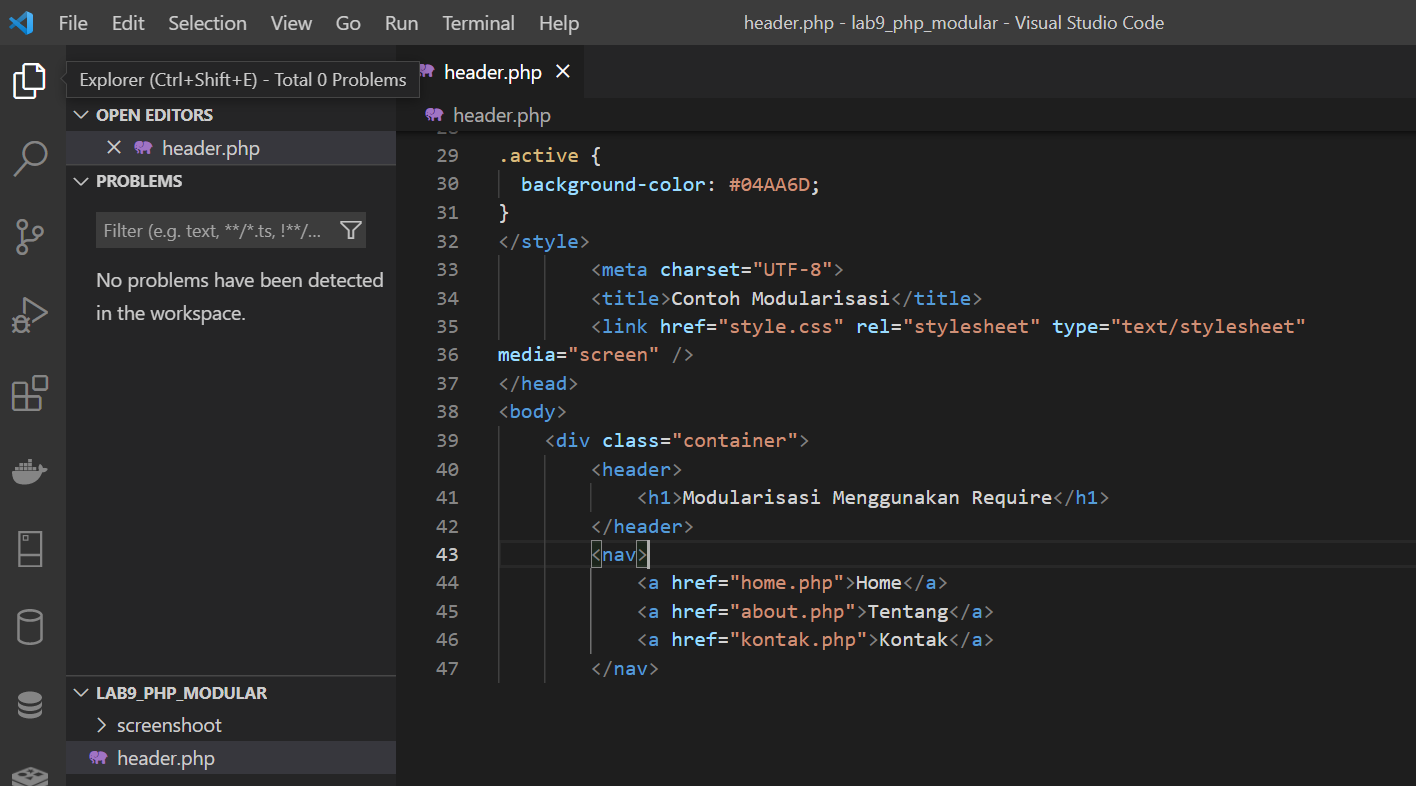 File Edit Selection View Go Run Terminal Help header.php - lab9_php_modular - Visual Studio Code
Explorer (Ctrl+Shift+E) - Total 0 Problems
header.php
OPEN EDITORS
header.php
PROBLEMS
Filter (e.g. text, **/*.ts, !**/...
No problems have been detected
in the workspace.
LAB9_PHP_MODULAR
screenshoot
header.php
header.php
29 .active {
30 background-color: #04AA6D;
31 }
32 </style>
33 <meta charset="UTF-8">
34 <title>Contoh Modularisasi</title>
35 <link href="style.css" rel="stylesheet" type="text/stylesheet"
36 media="screen" />
37 </head>
38 <body>
39 <div class="container">
40 <header>
41 <h1>Modularisasi Menggunakan Require</h1>
42 </header>
43 <nav>
44 <a href="home.php">Home</a>
45 <a href="about.php">Tentang</a>
46 <a href="kontak.php">Kontak</a>
47 </nav>